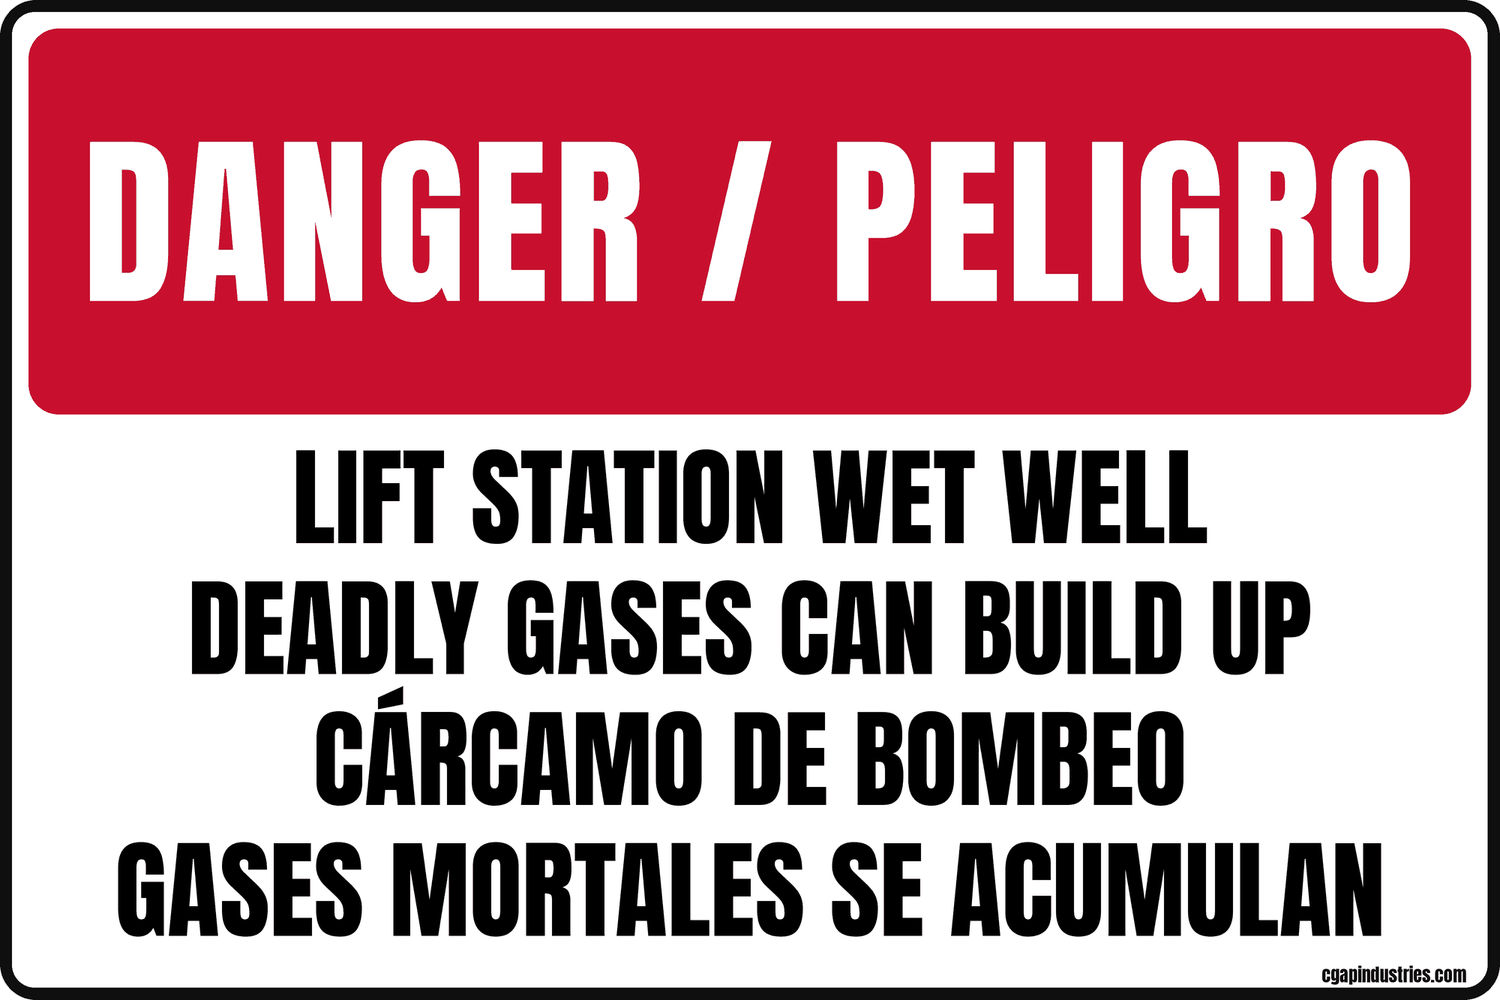 DANGER / PELIGRO
LIFT STATION WET WELL
DEADLY GASES CAN BUILD UP
CÁRCAMO DE BOMBEO
GASES MORTALES SE ACUMULAN
cgapindustries.com